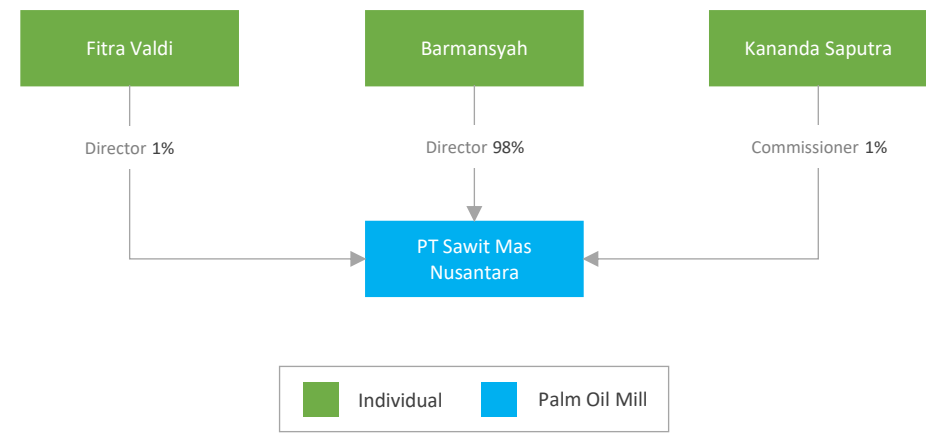 Fitra Valdi
Barmansyah
Kananda Saputra
Director 1%
Director 98%
Commissioner 1%
PT Sawit Mas
Nusantara
Individual
Palm Oil Mill